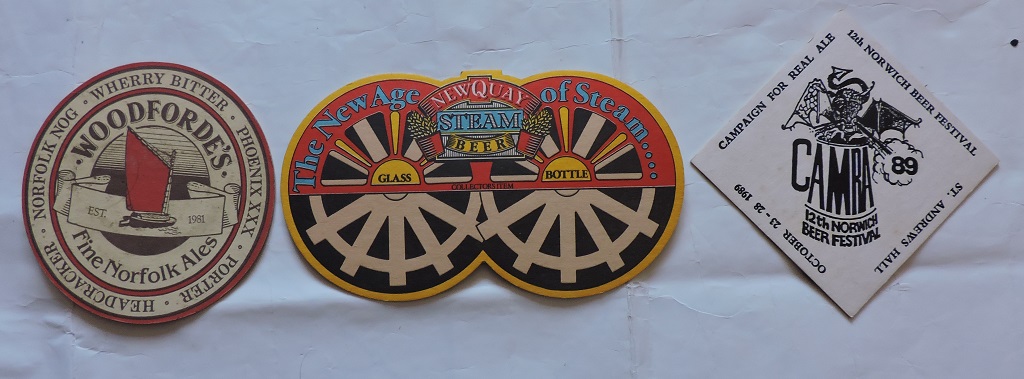 NORFOLK NOG · WHERRY BITTER · PHOENIX XXX · PORTER · HEADCRACKER ·
· WOODFORDE'S ·
EST. 1981
Fine Norfolk Ales
The New Age of Steam....
NEWQUAY
STEAM
BEER
GLASS
BOTTLE
COLLECTORS ITEM
CAMPAIGN FOR REAL ALE
12th NORWICH BEER FESTIVAL
CAMRA
89
12th NORWICH
BEER FESTIVAL
OCTOBER 23 - 28 1989
ST. ANDREWS HALL